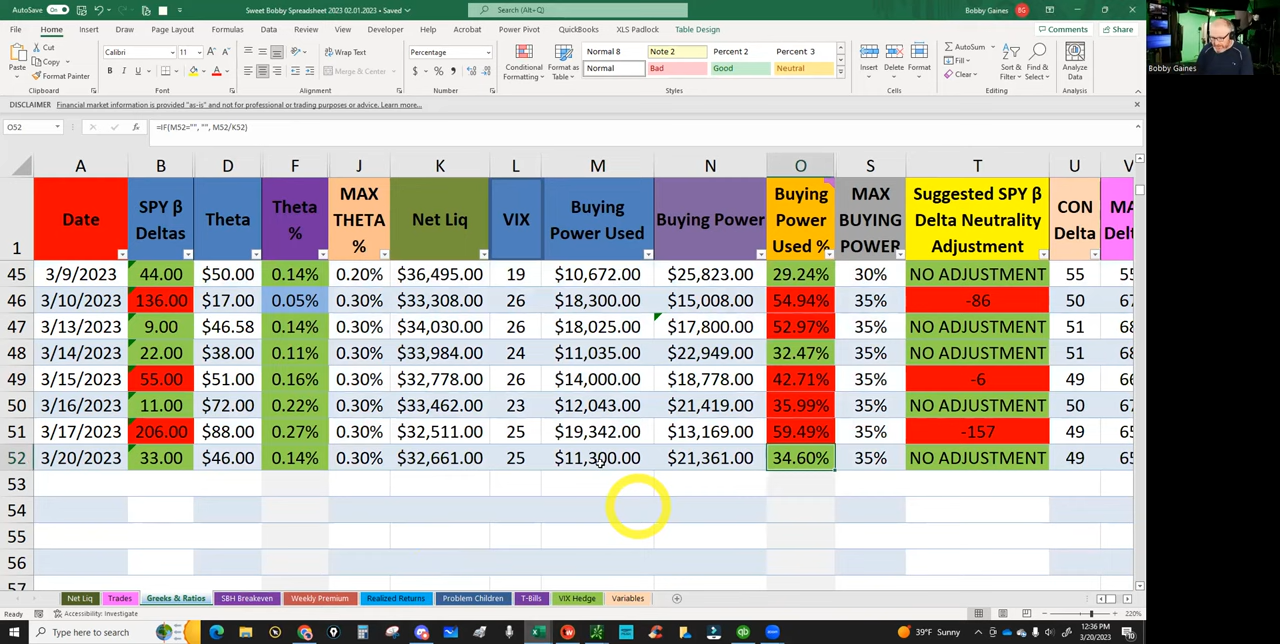 AutoSave On Sweet Bobby Spreadsheet 2023 02.01.2023 • Saved Search (Alt+Q) Bobby Gaines BG
File Home Insert Draw Page Layout Formulas Data Review View Developer Help Acrobat Power Pivot QuickBooks XLS Padlock Table Design Comments Share
Paste Cut Copy Format Painter Calibri 11 Wrap Text Merge & Center Percentage Conditional Formatting Format as Table Normal 8 Note 2 Percent 2 Percent 3 Normal Bad Good Neutral Insert Delete Format AutoSum Fill Clear Sort & Filter Find & Select Analyze Data
Clipboard Font Alignment Number Styles Cells Editing Analysis
Bobby Gaines
DISCLAIMER Financial market information is provided "as-is" and not for professional or trading purposes or advice. Learn more...
O52 fx =IF(M52="", "", M52/K52)
A B D F J K L M N O S T U V
1 Date SPY β Deltas Theta Theta % MAX THETA % Net Liq VIX Buying Power Used Buying Power Buying Power Used % MAX BUYING POWER Suggested SPY β Delta Neutrality Adjustment CON Delta
45 3/9/2023 44.00 $50.00 0.14% 0.20% $36,495.00 19 $10,672.00 $25,823.00 29.24% 30% NO ADJUSTMENT 55
46 3/10/2023 136.00 $17.00 0.05% 0.30% $33,308.00 26 $18,300.00 $15,008.00 54.94% 35% -86 50
47 3/13/2023 9.00 $46.58 0.14% 0.30% $34,030.00 26 $18,025.00 $17,800.00 52.97% 35% NO ADJUSTMENT 51
48 3/14/2023 22.00 $38.00 0.11% 0.30% $33,984.00 24 $11,035.00 $22,949.00 32.47% 35% NO ADJUSTMENT 51
49 3/15/2023 55.00 $51.00 0.16% 0.30% $32,778.00 26 $14,000.00 $18,778.00 42.71% 35% -6 49
50 3/16/2023 11.00 $72.00 0.22% 0.30% $33,462.00 23 $12,043.00 $21,419.00 35.99% 35% NO ADJUSTMENT 50
51 3/17/2023 206.00 $88.00 0.27% 0.30% $32,511.00 25 $19,342.00 $13,169.00 59.49% 35% -157 49
52 3/20/2023 33.00 $46.00 0.14% 0.30% $32,661.00 25 $11,300.00 $21,361.00 34.60% 35% NO ADJUSTMENT 49
53
54
55
56
Net Liq Trades Greeks & Ratios SBH Breakeven Weekly Premium Realized Returns Problem Children T-Bills VIX Hedge Variables
Ready Accessibility: Investigate 220%
Type here to search 39°F Sunny 12:36 PM
3/20/2023